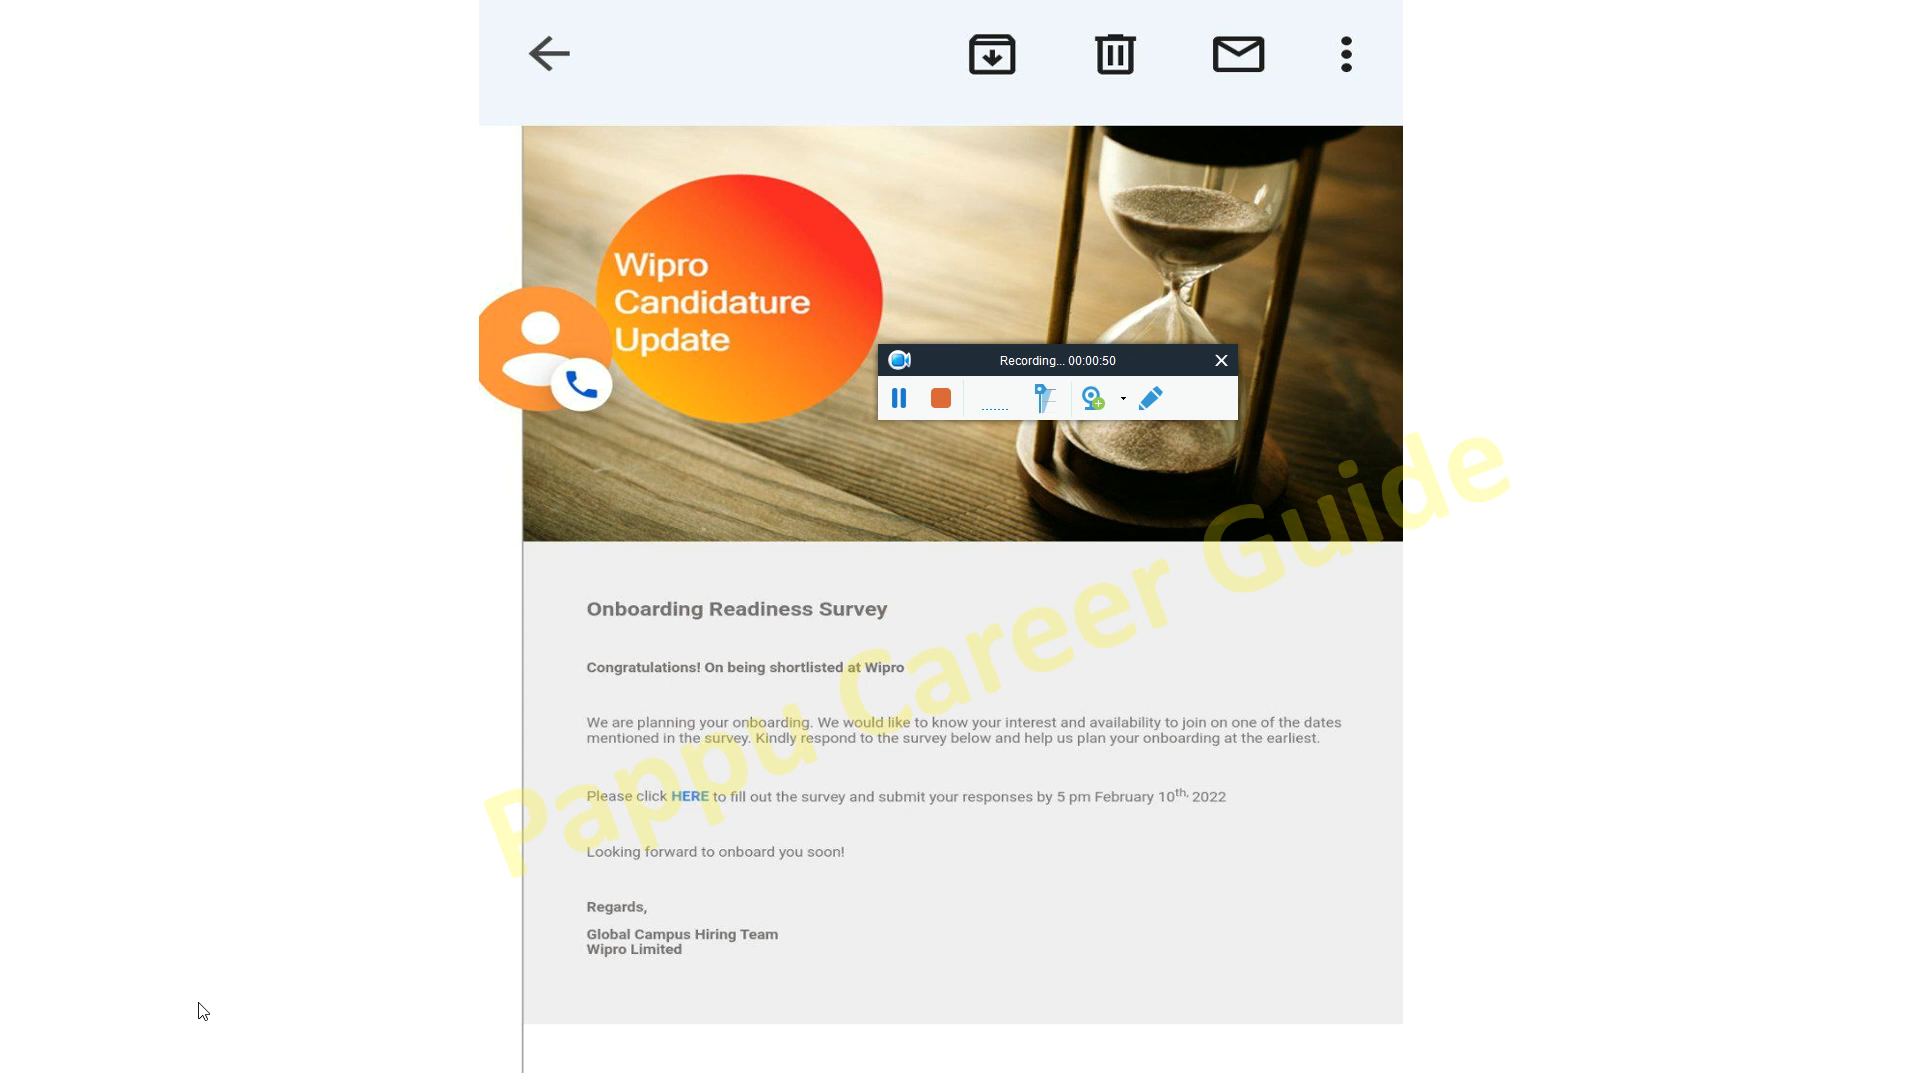 Wipro
Candidature
Update
Recording... 00:00:50
Onboarding Readiness Survey
Congratulations! On being shortlisted at Wipro
We are planning your onboarding. We would like to know your interest and availability to join on one of the dates
mentioned in the survey. Kindly respond to the survey below and help us plan your onboarding at the earliest.
Please click HERE to fill out the survey and submit your responses by 5 pm February 10th, 2022
Looking forward to onboard you soon!
Regards,
Global Campus Hiring Team
Wipro Limited
Pappu Career Guide